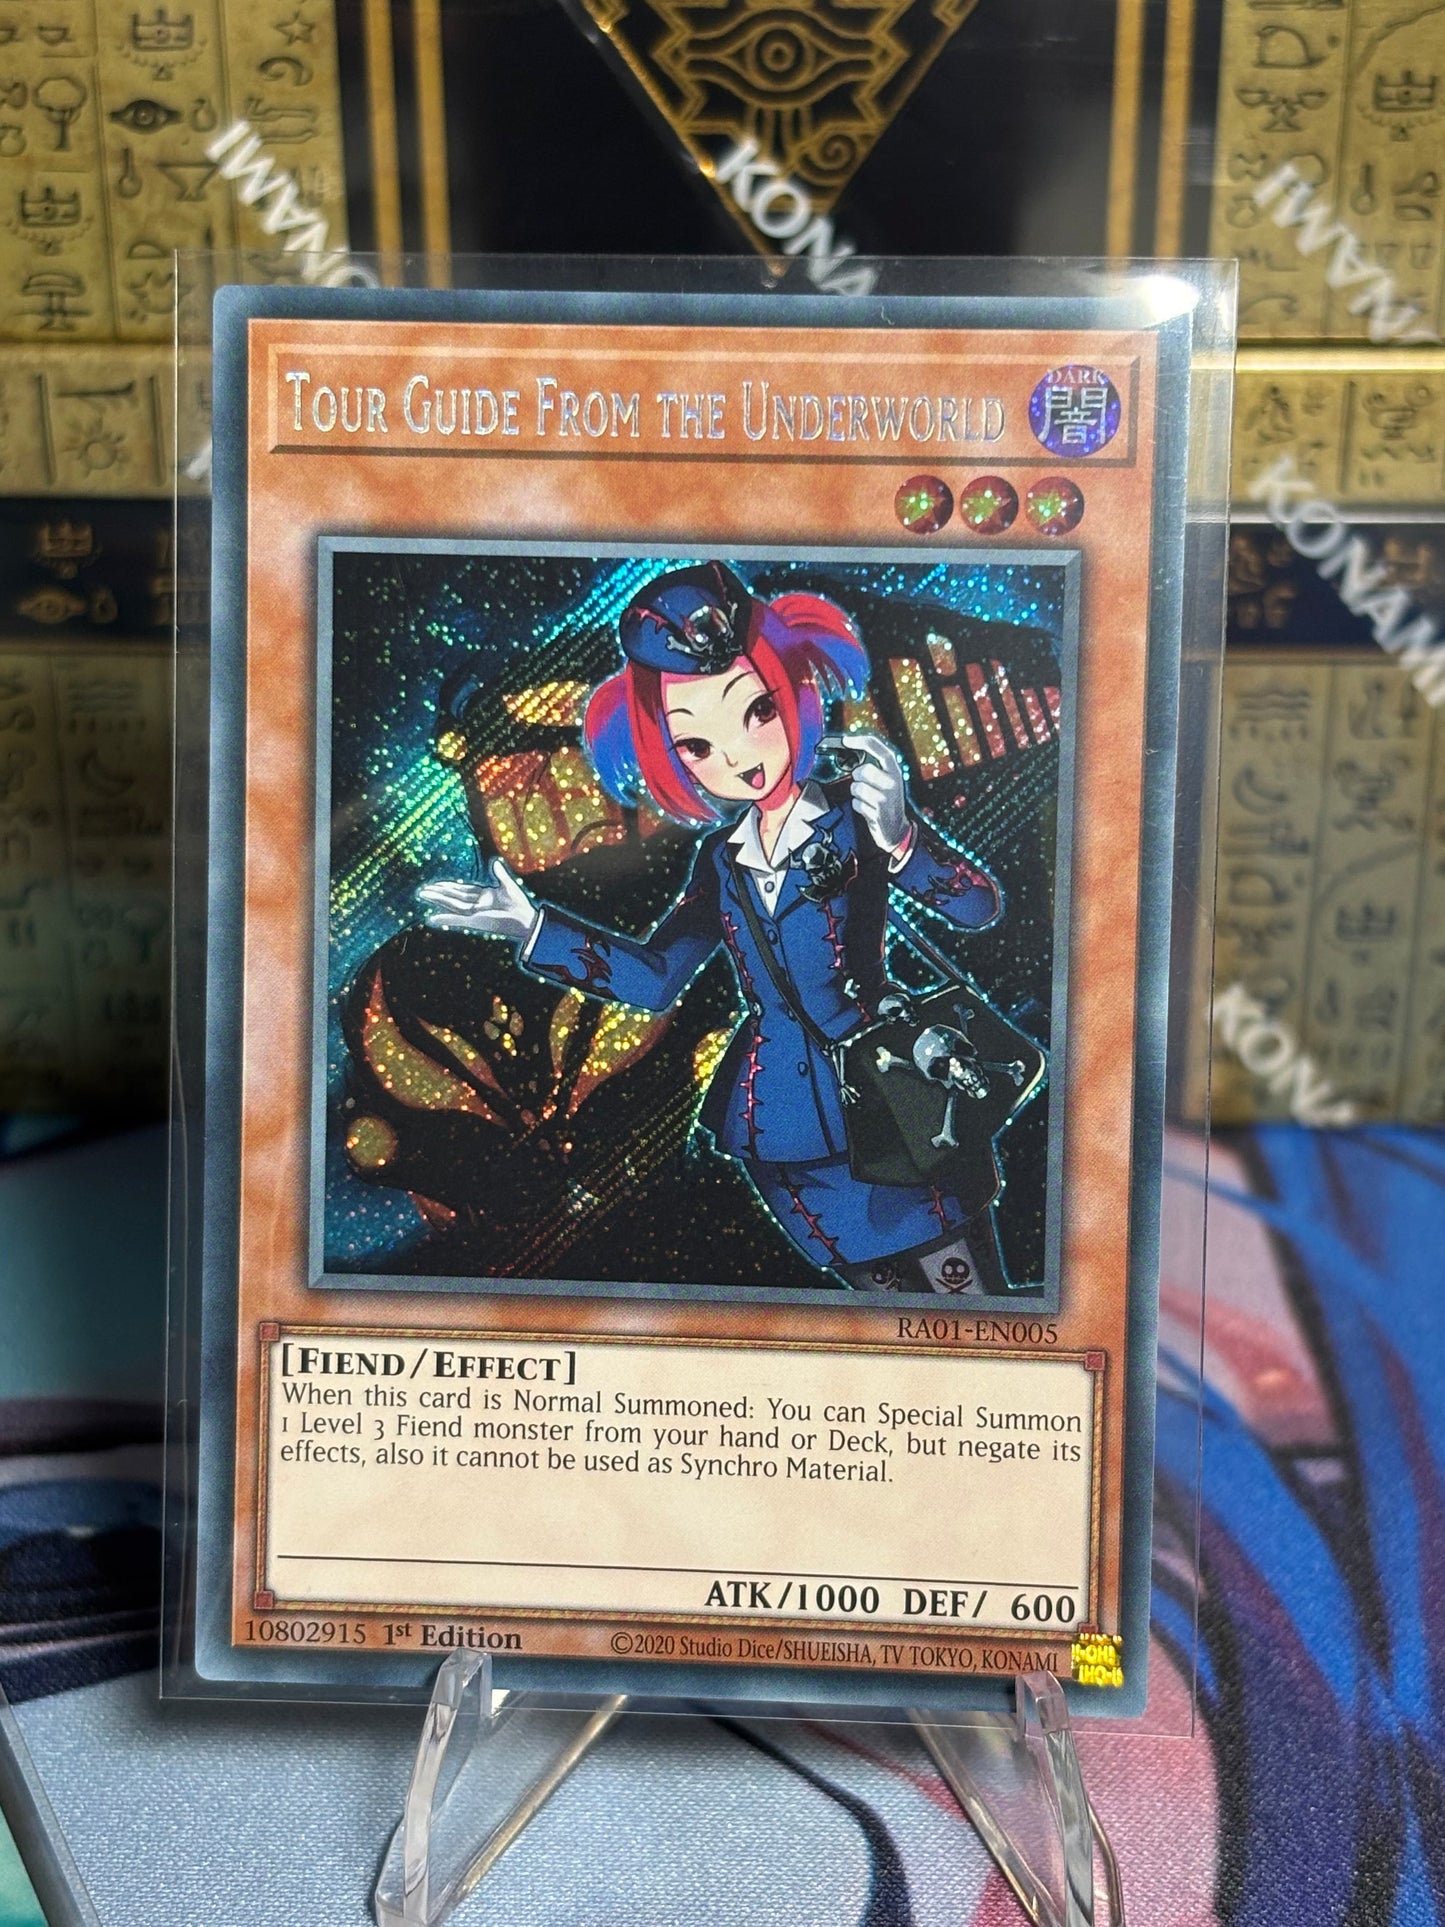 KONAMI
KONA
KONAMI
KONAMI
KONA
TOUR GUIDE FROM THE UNDERWORLD
DARK
闇
RA01-EN005
[FIEND/EFFECT]
When this card is Normal Summoned: You can Special Summon
1 Level 3 Fiend monster from your hand or Deck, but negate its
effects, also it cannot be used as Synchro Material.
ATK/1000 DEF/ 600
10802915 1st Edition
©2020 Studio Dice/SHUEISHA, TV TOKYO, KONAMI